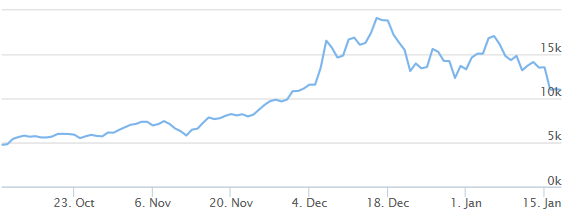 15k
10k
5k
0k
23. Oct
6. Nov
20. Nov
4. Dec
18. Dec
1. Jan
15. Jan